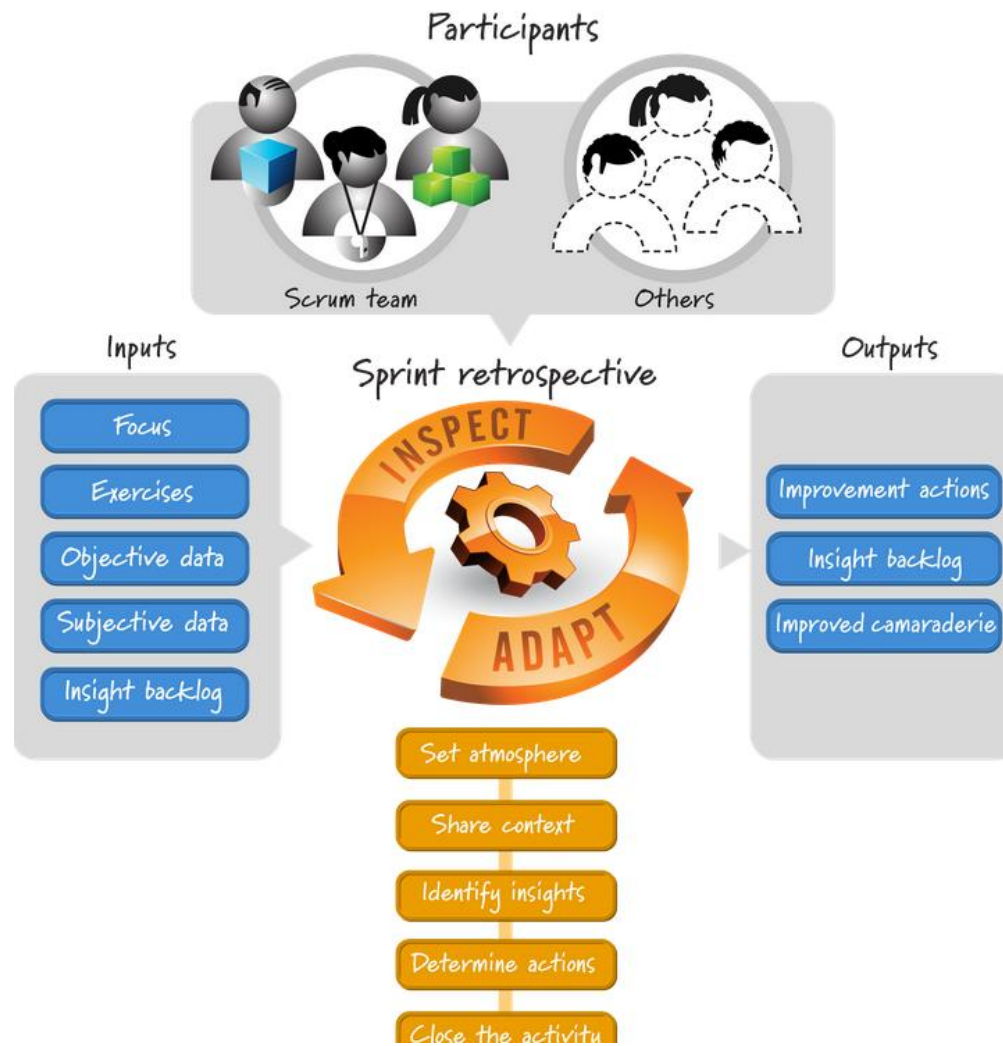 Participants
Scrum team
Others
Inputs
Focus
Exercises
Objective data
Subjective data
Insight backlog
Sprint retrospective
INSPECT
ADAPT
Outputs
Improvement actions
Insight backlog
Improved camaraderie
Set atmosphere
Share context
Identify insights
Determine actions
Close the activity